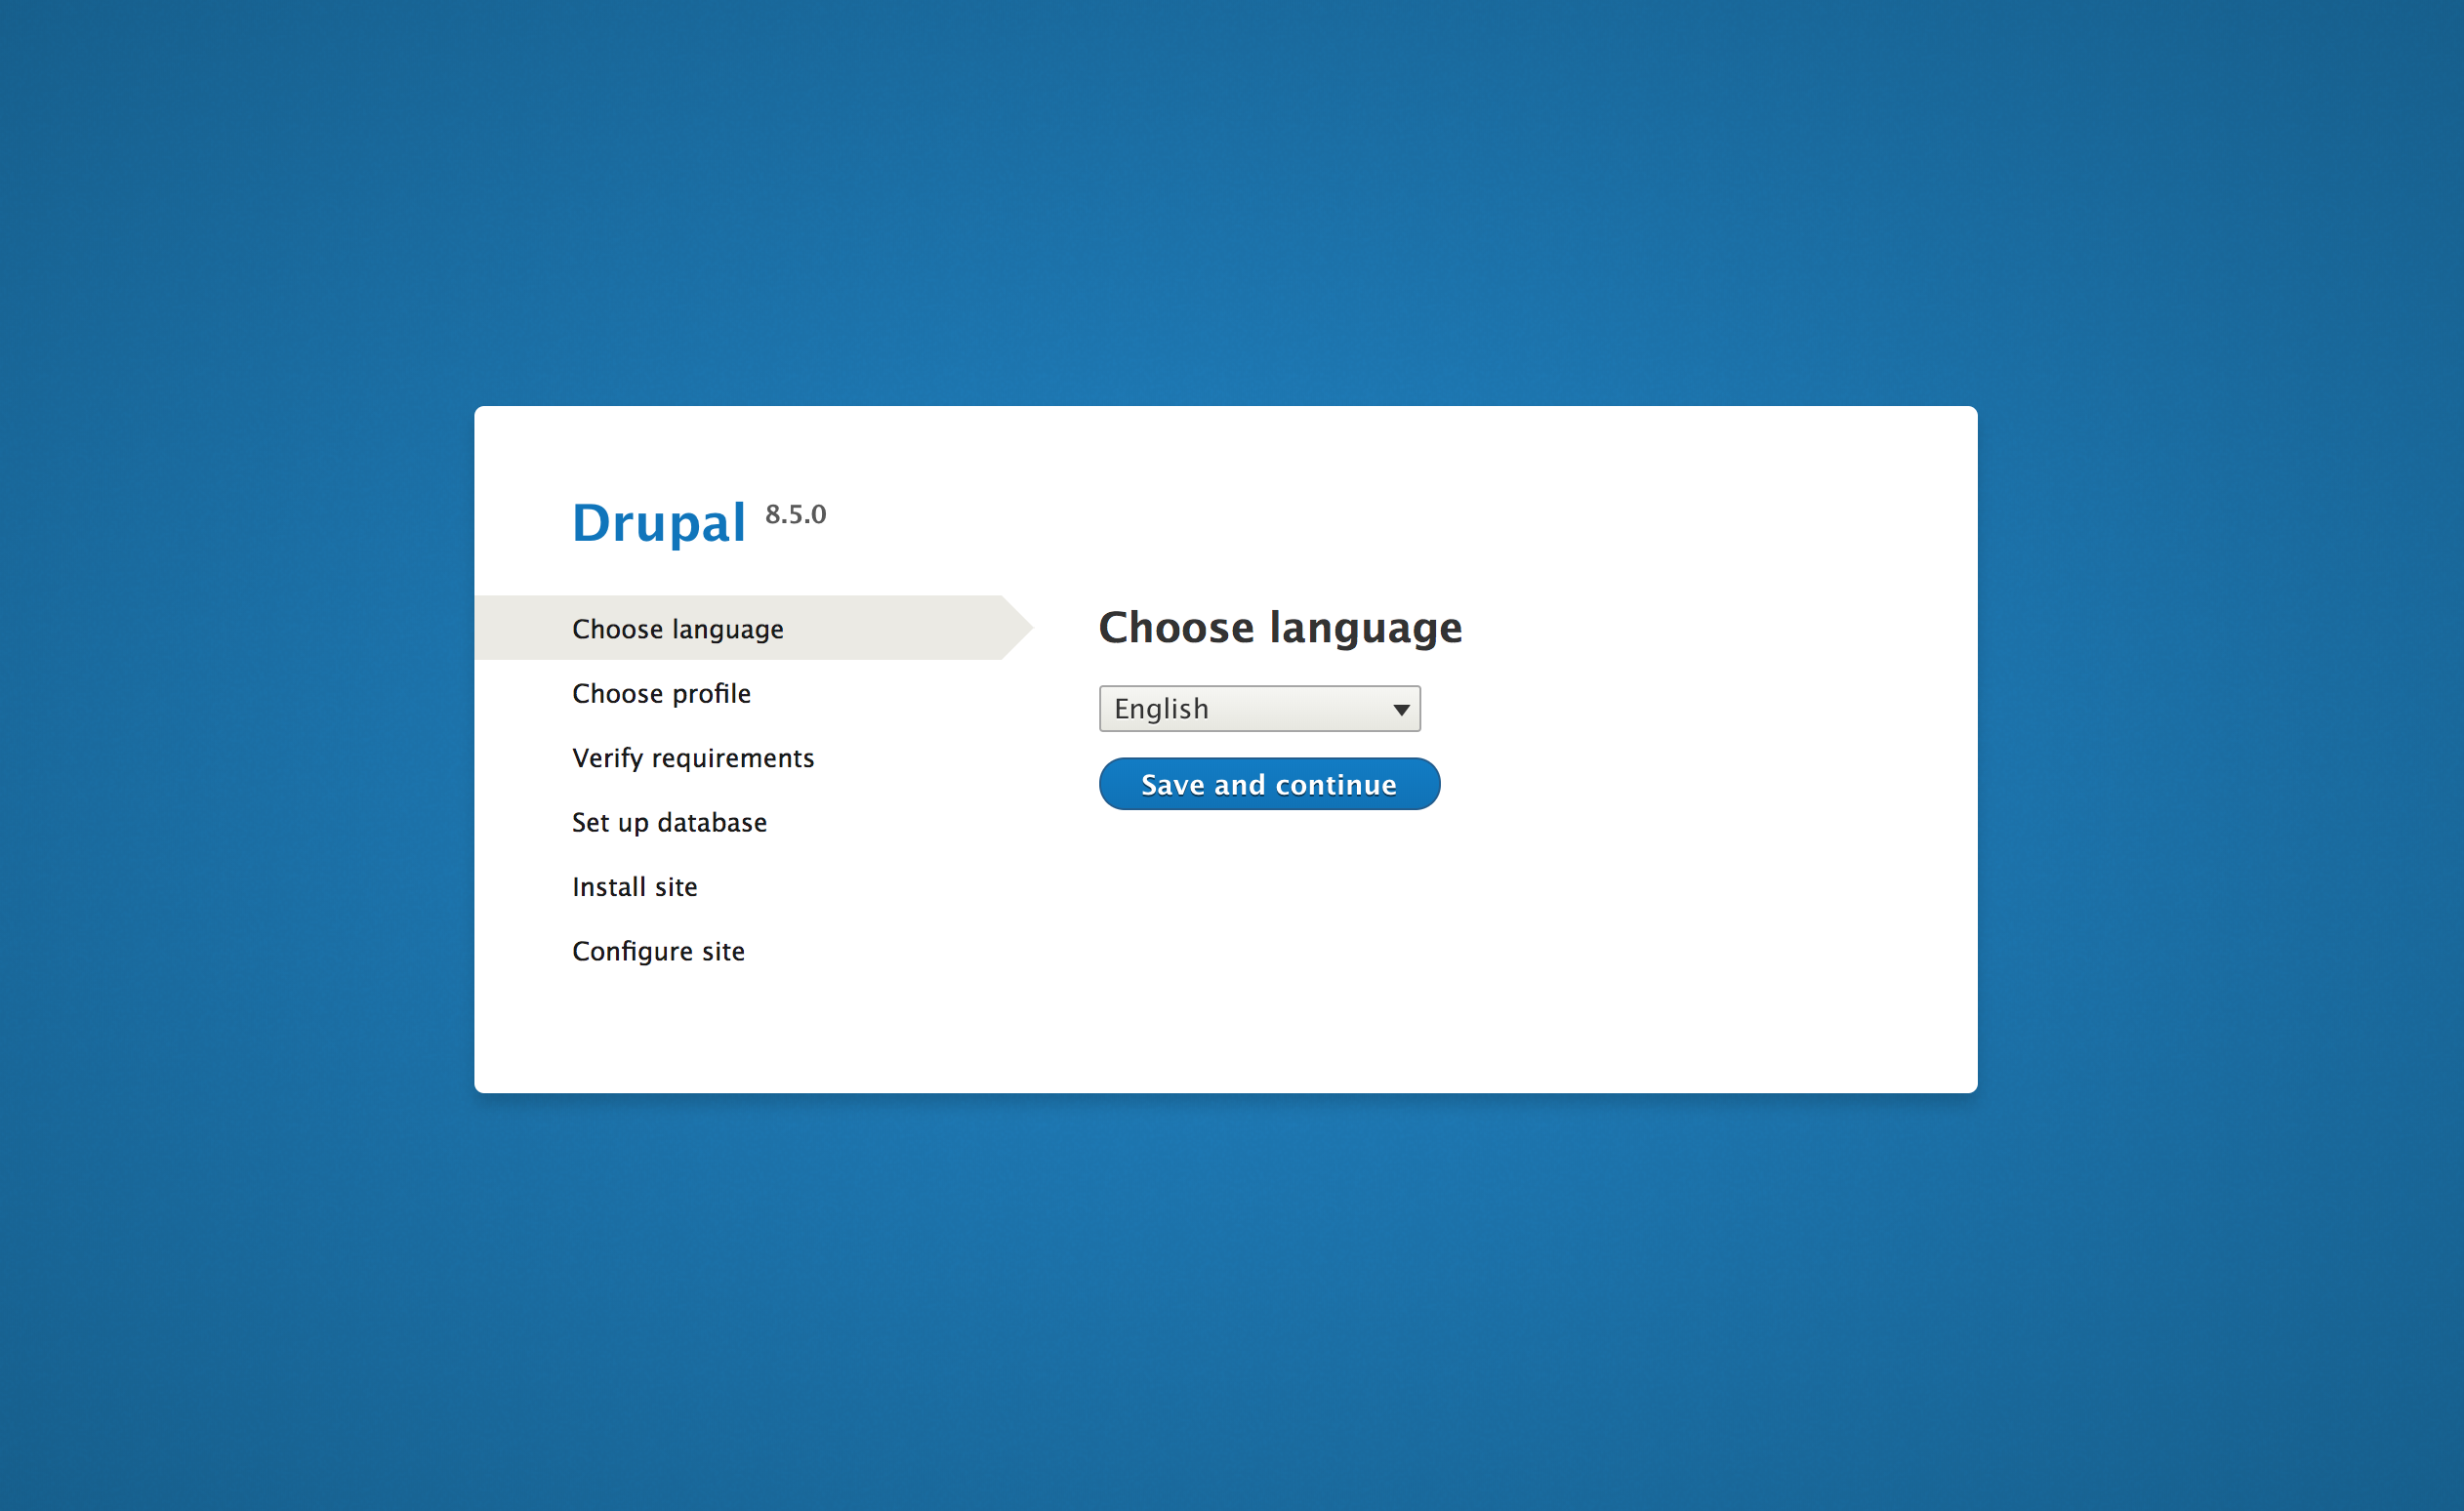 Drupal 8.5.0
Choose language
Choose profile
Verify requirements
Set up database
Install site
Configure site
Choose language
English
Save and continue